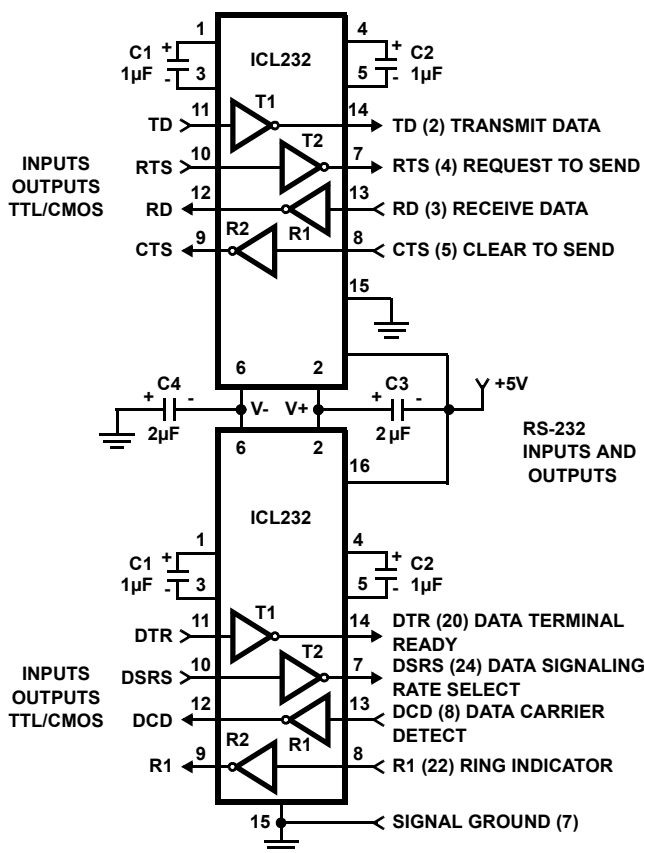 1
4
C1
+
ICL232
+
C2
1µF
-
3
5
-
1µF
T1
11
14
TD
TD (2) TRANSMIT DATA
T2
INPUTS
OUTPUTS
TTL/CMOS
10
7
RTS
RTS (4) REQUEST TO SEND
12
13
RD
RD (3) RECEIVE DATA
R2
R1
9
8
CTS
CTS (5) CLEAR TO SEND
15
6
2
C4
+
-
2µF
V-
V+
+
C3
-
2µF
+5V
RS-232
INPUTS AND
OUTPUTS
6
2
16
ICL232
1
4
C1
+
+
C2
1µF
-
3
5
-
1µF
T1
11
14
DTR
DTR (20) DATA TERMINAL
READY
T2
INPUTS
OUTPUTS
TTL/CMOS
10
7
DSRS
DSRS (24) DATA SIGNALING
RATE SELECT
12
13
DCD
DCD (8) DATA CARRIER
DETECT
R2
R1
9
8
R1
R1 (22) RING INDICATOR
15
SIGNAL GROUND (7)